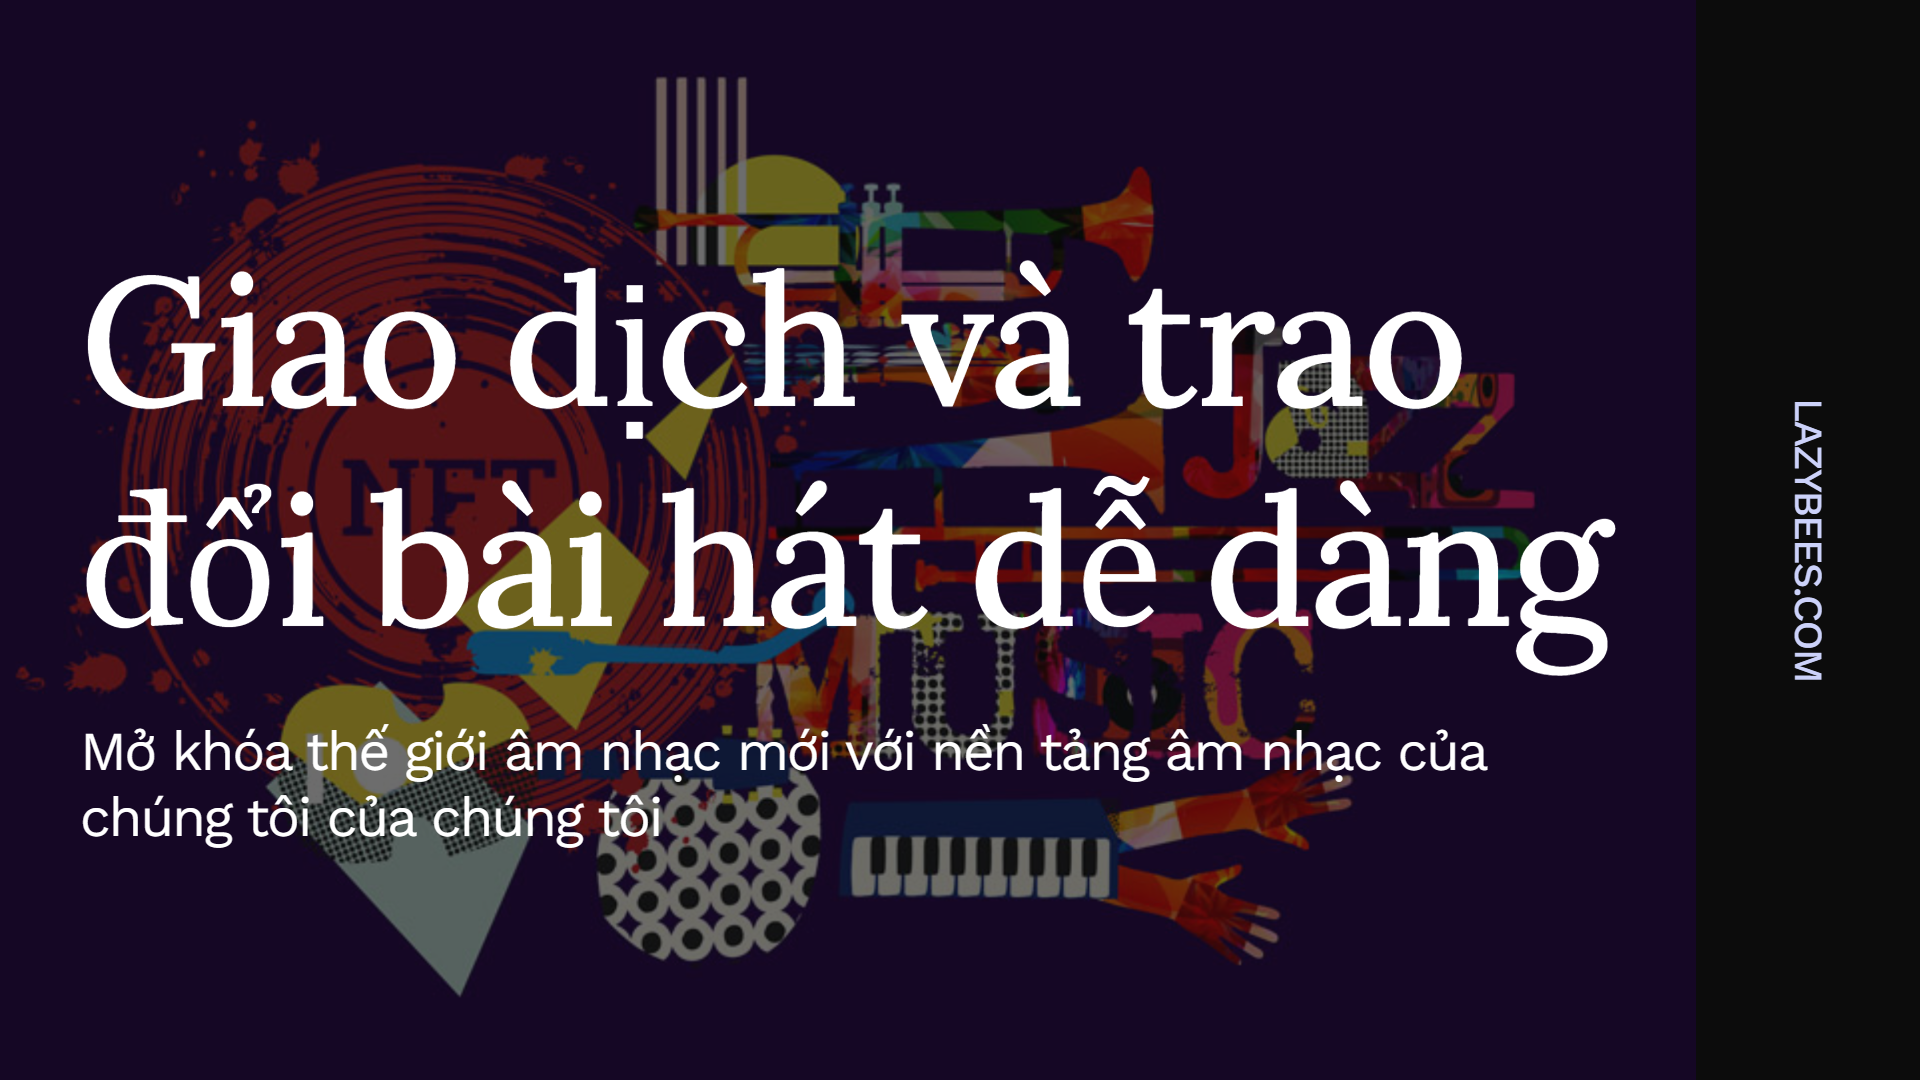 Giao dịch và trao
đổi bài hát dễ dàng
Mở khóa thế giới âm nhạc mới với nền tảng âm nhạc của
chúng tôi của chúng tôi
NFT
Jazz
MUSIC
LAZYBEES.COM